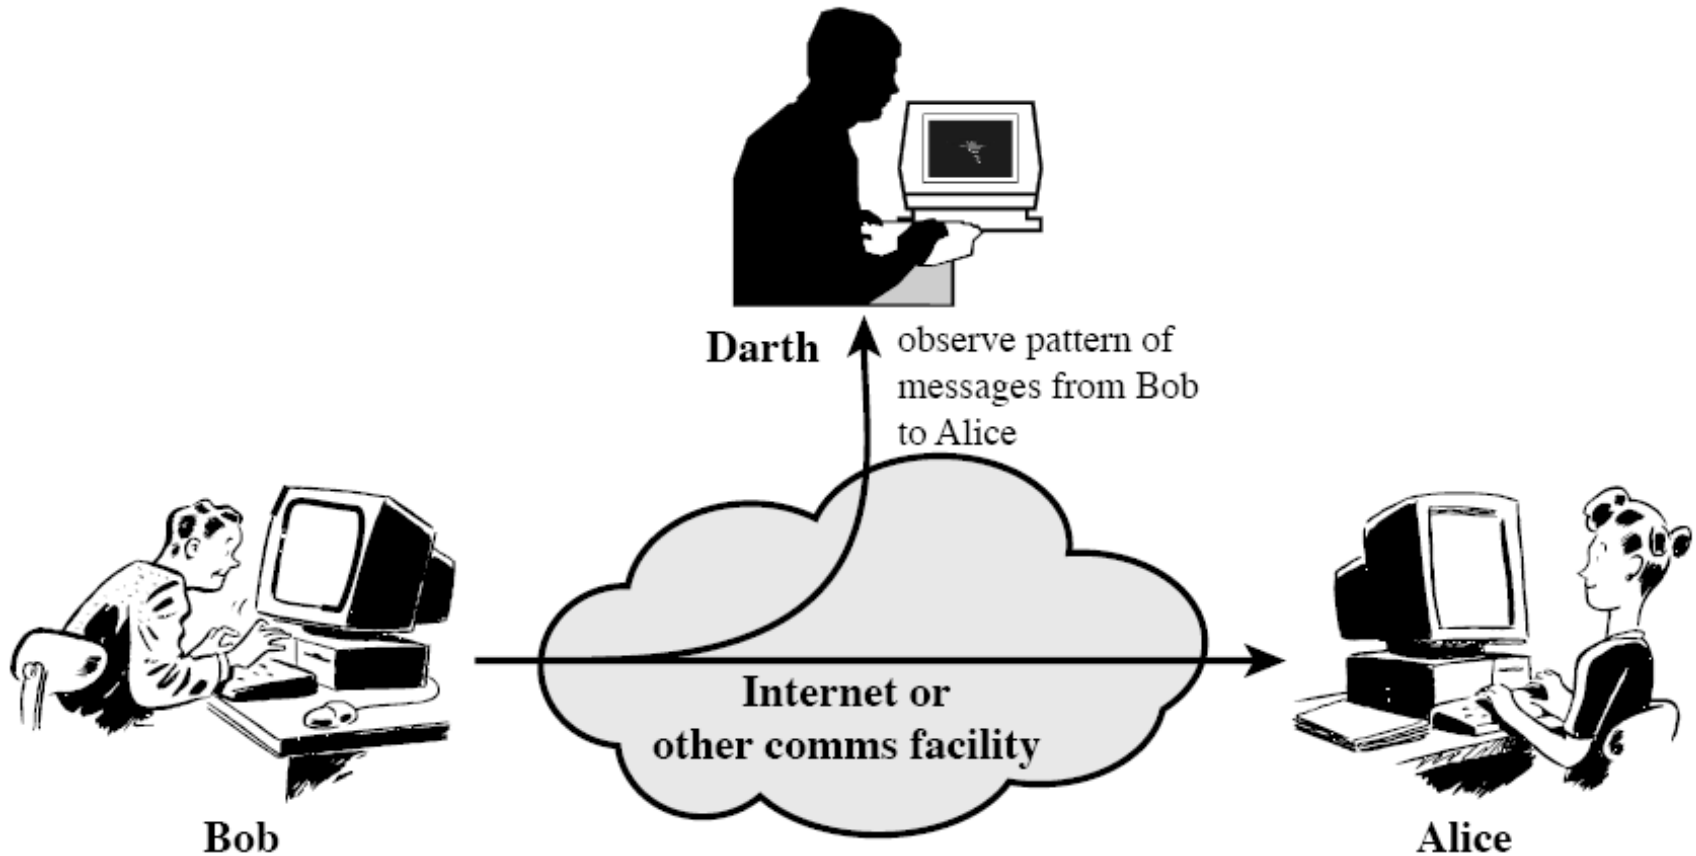 Darth
observe pattern of
messages from Bob
to Alice
Internet or
other comms facility
Bob
Alice